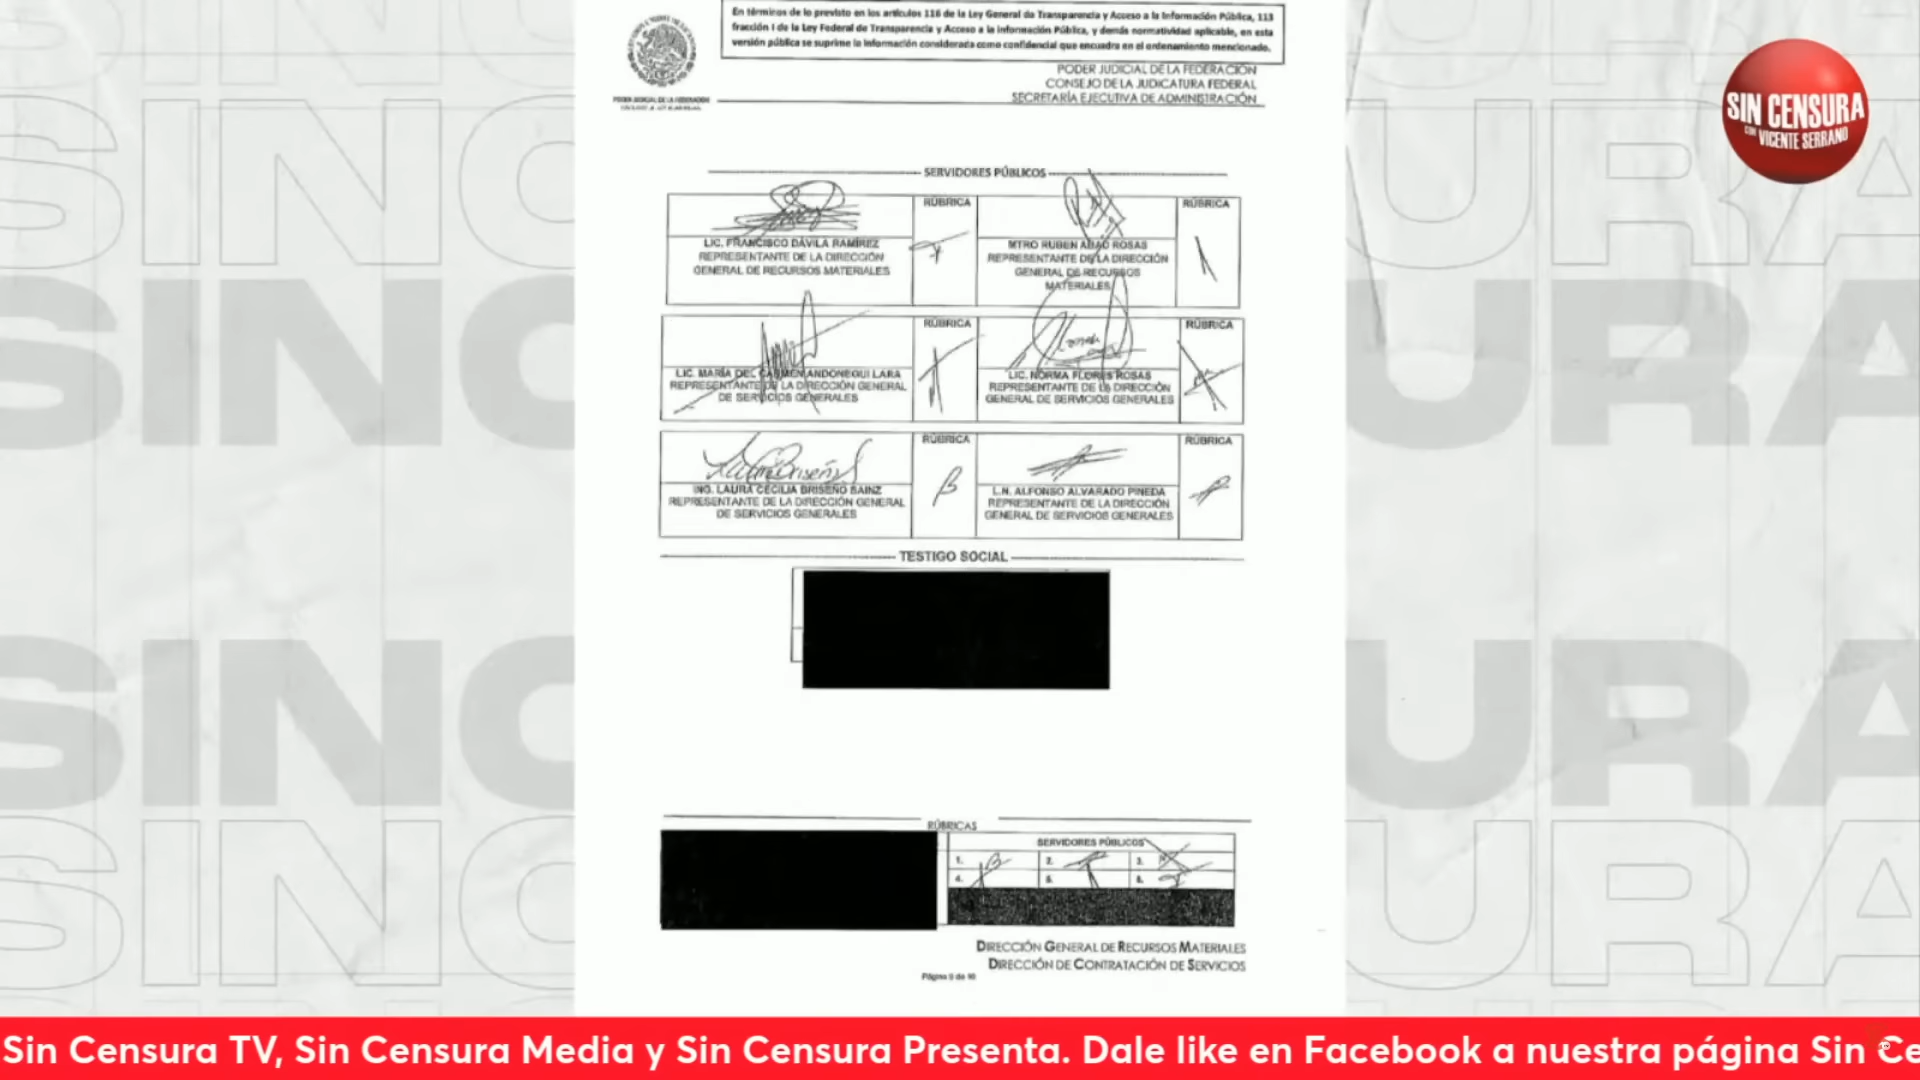 En términos de lo previsto en los artículos 116 de la Ley General de Transparencia y Acceso a la Información Pública, 113
fracción I de la Ley Federal de Transparencia y Acceso a la Información Pública, y demás normatividad aplicable, en esta
versión pública se suprime la información considerada como confidencial que encuadra en el ordenamiento mencionado.
PODER JUDICIAL DE LA FEDERACIÓN
CONSEJO DE LA JUDICATURA FEDERAL
SECRETARÍA EJECUTIVA DE ADMINISTRACIÓN
PODER JUDICIAL DE LA FEDERACIÓN
SIN CENSURA
CON VICENTE SERRANO
SERVIDORES PÚBLICOS
RÚBRICA
RÚBRICA
LIC. FRANCISCO DÁVILA RAMÍREZ
REPRESENTANTE DE LA DIRECCIÓN
GENERAL DE RECURSOS MATERIALES
MTRO RUBEN ABAD ROSAS
REPRESENTANTE DE LA DIRECCIÓN
GENERAL DE RECURSOS
MATERIALES
RÚBRICA
RÚBRICA
LIC. MARÍA DEL CARMEN ANDONEGUI LARA
REPRESENTANTE DE LA DIRECCIÓN GENERAL
DE SERVICIOS GENERALES
LIC. NORMA FLORES ROSAS
REPRESENTANTE DE LA DIRECCIÓN
GENERAL DE SERVICIOS GENERALES
RÚBRICA
RÚBRICA
ING. LAURA CECILIA BRISEÑO SAINZ
REPRESENTANTE DE LA DIRECCIÓN GENERAL
DE SERVICIOS GENERALES
L.N. ALFONSO ALVARADO PINEDA
REPRESENTANTE DE LA DIRECCIÓN
GENERAL DE SERVICIOS GENERALES
TESTIGO SOCIAL
RÚBRICAS
SERVIDORES PÚBLICOS
1. 2. 3.
4. 5. 6.
DIRECCIÓN GENERAL DE RECURSOS MATERIALES
DIRECCIÓN DE CONTRATACIÓN DE SERVICIOS
Página 9 de
Sin Censura TV, Sin Censura Media y Sin Censura Presenta. Dale like en Facebook a nuestra página Sin Ce